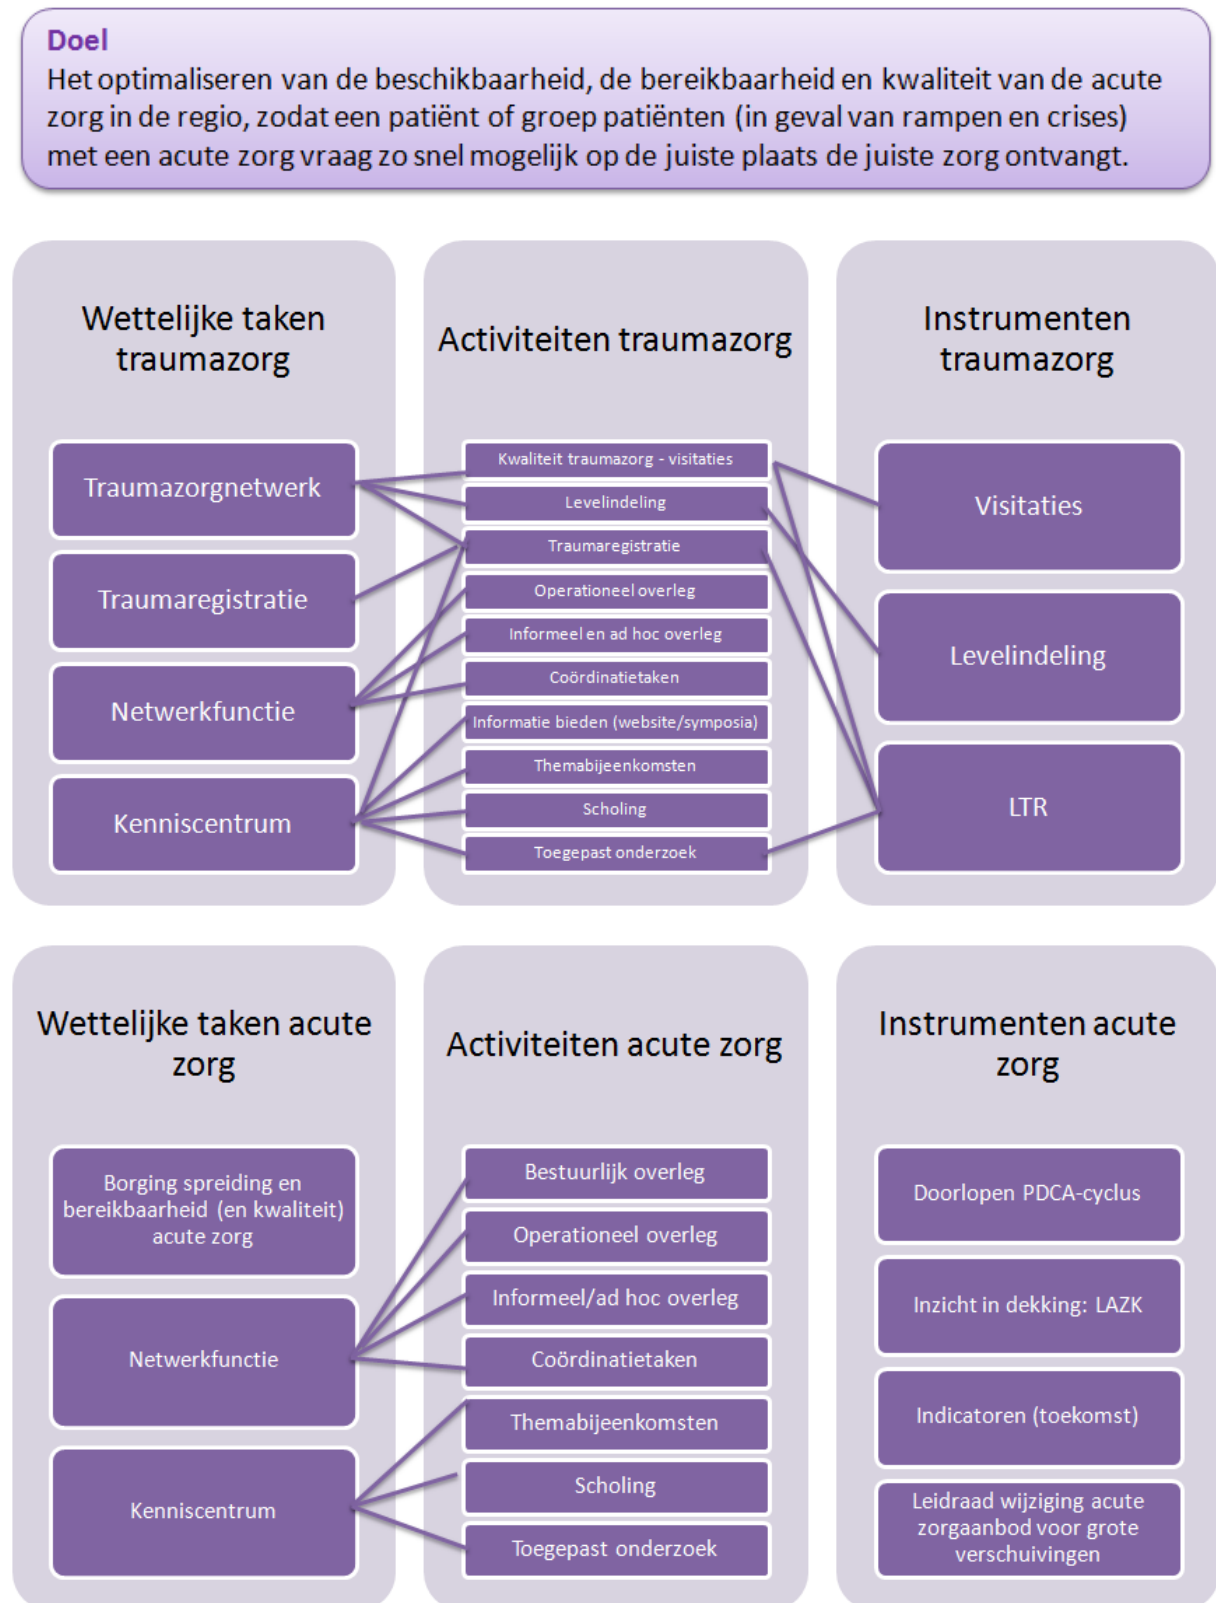 Doel
Het optimaliseren van de beschikbaarheid, de bereikbaarheid en kwaliteit van de acute
zorg in de regio, zodat een patiënt of groep patiënten (in geval van rampen en crises)
met een acute zorg vraag zo snel mogelijk op de juiste plaats de juiste zorg ontvangt.
Wettelijke taken
traumazorg
Traumazorgnetwerk
Traumaregistratie
Netwerkfunctie
Kenniscentrum
Activiteiten traumazorg
Kwaliteit traumazorg - visitaties
Levelindeling
Traumaregistratie
Operationeel overleg
Informeel en ad hoc overleg
Coördinatietaken
Informatie bieden (website/symposia)
Themabijeenkomsten
Scholing
Toegepast onderzoek
Instrumenten
traumazorg
Visitaties
Levelindeling
LTR
Wettelijke taken acute
zorg
Borging spreiding en
bereikbaarheid (en kwaliteit)
acute zorg
Netwerkfunctie
Kenniscentrum
Activiteiten acute zorg
Bestuurlijk overleg
Operationeel overleg
Informeel/ad hoc overleg
Coördinatietaken
Themabijeenkomsten
Scholing
Toegepast onderzoek
Instrumenten acute
zorg
Doorlopen PDCA-cyclus
Inzicht in dekking: LAZK
Indicatoren (toekomst)
Leidraad wijziging acute
zorgaanbod voor grote
verschuivingen